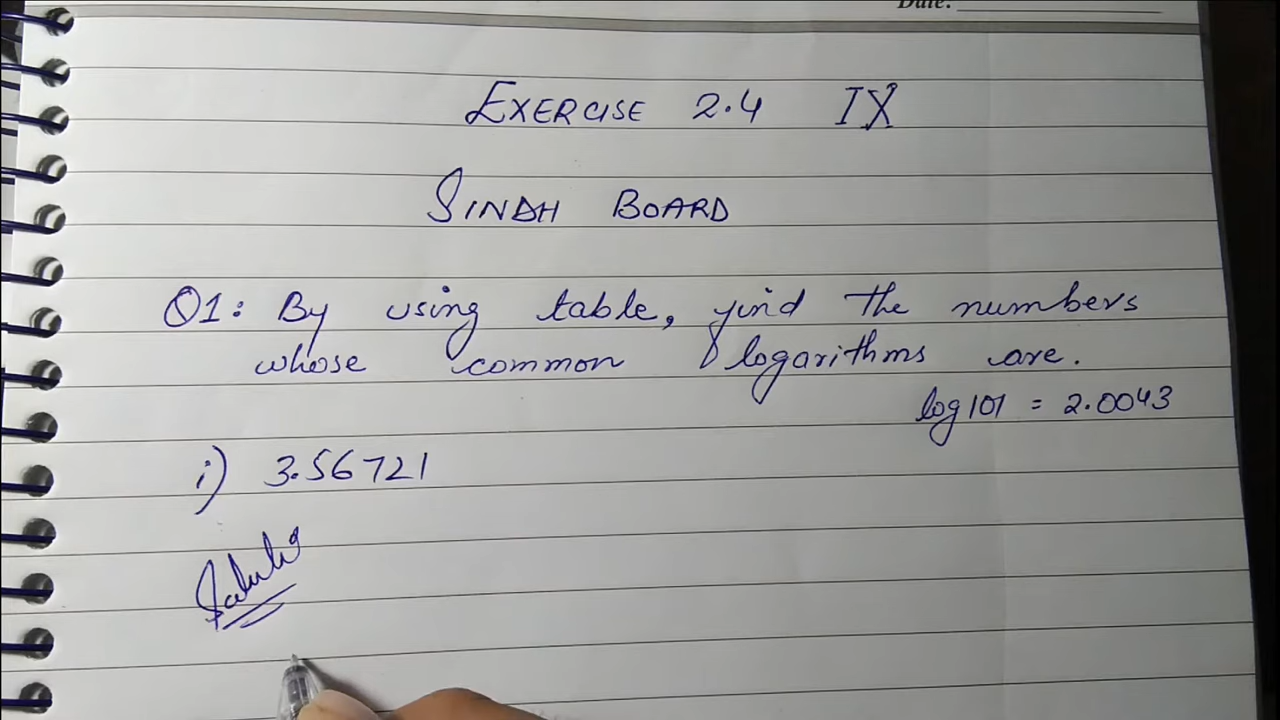 Date:
EXERCISE 2.4 IX
SINDH BOARD
Q1: By using table, find the numbers
whose common logarithms are.
log 101 = 2.0043
i) 3.56721